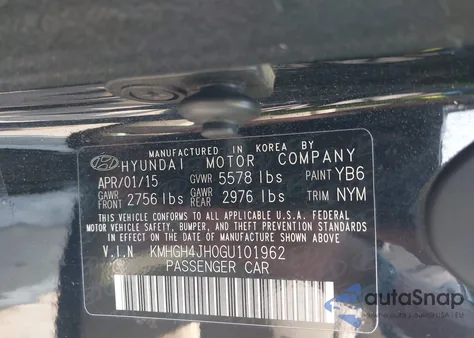 MANUFACTURED IN KOREA BY
HYUNDAI MOTOR COMPANY
APR/01/15 GVWR 5578 lbs PAINT YB6
GAWR FRONT 2756 lbs GAWR REAR 2976 lbs TRIM NYM
THIS VEHICLE CONFORMS TO ALL APPLICABLE U.S.A. FEDERAL
MOTOR VEHICLE SAFETY, BUMPER, AND THEFT PREVENTION
STANDARDS IN EFFECT ON THE DATE OF MANUFACTURE
SHOWN ABOVE.
V.I.N KMHGH4JH0GU101962
PASSENGER CAR
autoSnap
by EU